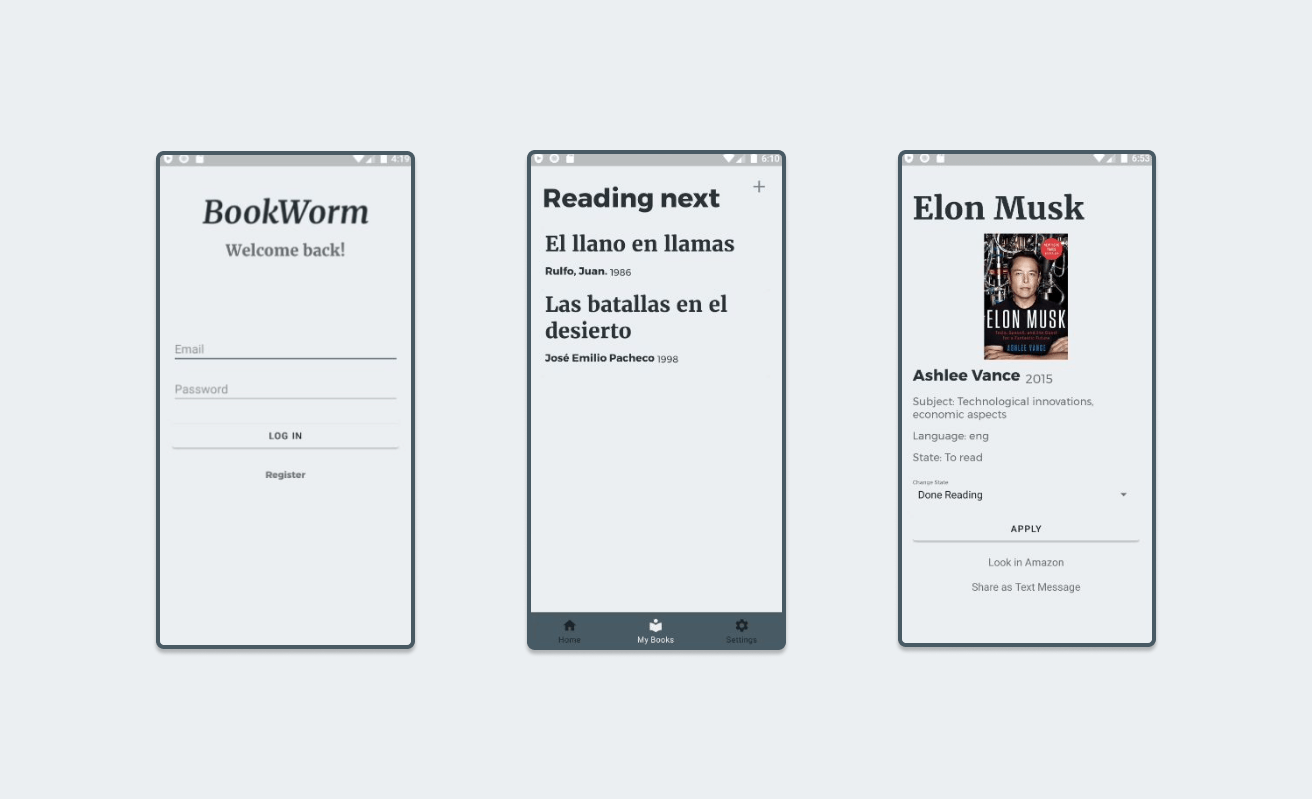 4:19
BookWorm
Welcome back!
Email
Password
LOG IN
Register
6:10
Reading next
+
El llano en llamas
Rulfo, Juan. 1986
Las batallas en el
desierto
José Emilio Pacheco 1998
Home
My Books
Settings
6:53
Elon Musk
ELON MUSK
ASHLEE VANCE
Ashlee Vance 2015
Subject: Technological innovations,
economic aspects
Language: eng
State: To read
Change State
Done Reading
APPLY
Look in Amazon
Share as Text Message